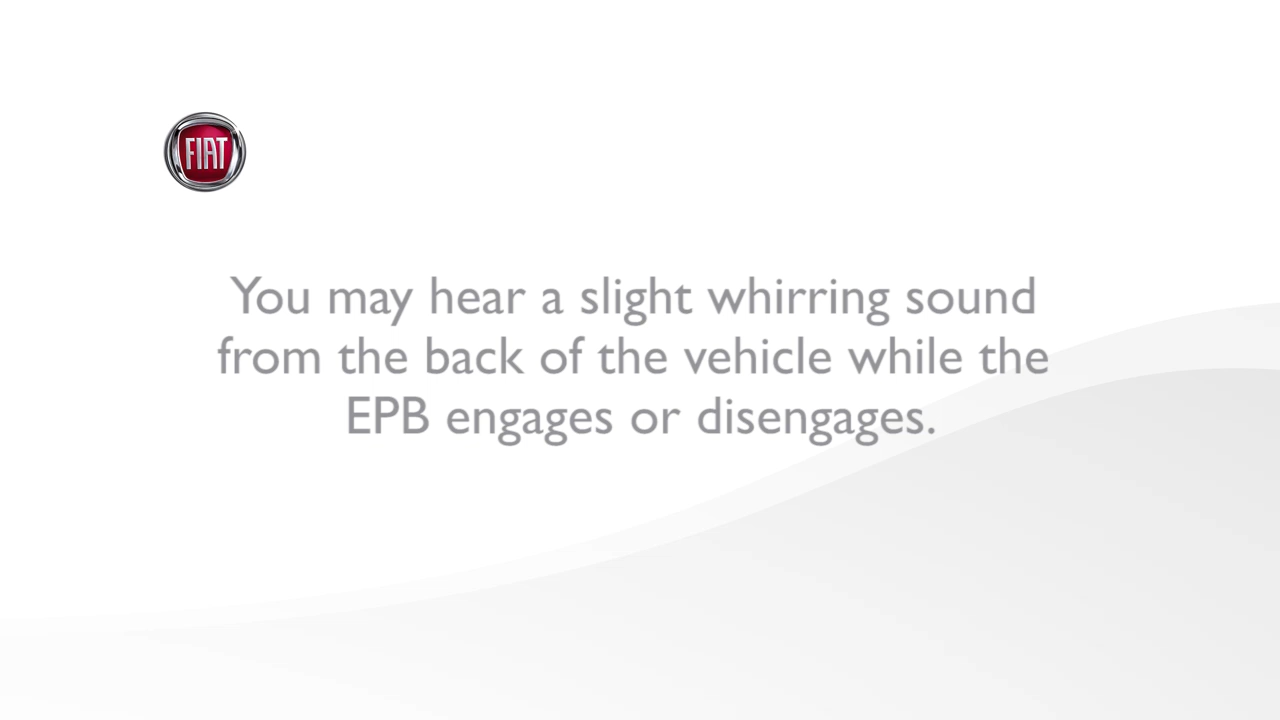 FIAT
You may hear a slight whirring sound
from the back of the vehicle while the
EPB engages or disengages.